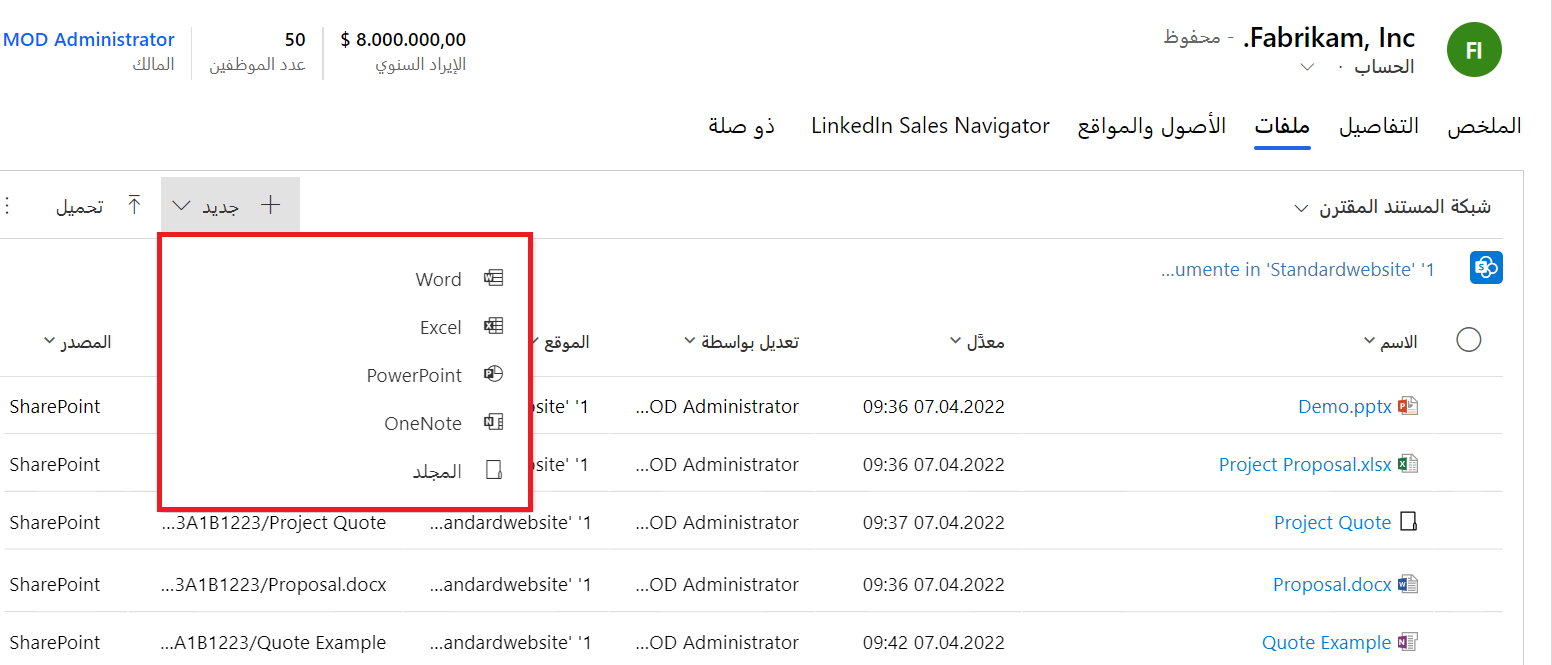 FI
Fabrikam, Inc. - محفوظ
الحساب ·
$ 8.000.000,00
الإيراد السنوي
50
عدد الموظفين
MOD Administrator
المالك
الملخص التفاصيل ملفات الأصول والمواقع LinkedIn Sales Navigator ذو صلة
شبكة المستند المقترن
جديد تحميل
...umente in 'Standardwebsite' '1
Word
Excel
PowerPoint
OneNote
المجلد
الاسم معدَّل تعديل بواسطة الموقع المصدر
Demo.pptx 09:36 07.04.2022 ...OD Administrator site' '1 SharePoint
Project Proposal.xlsx 09:36 07.04.2022 ...OD Administrator site' '1 SharePoint
Project Quote 09:37 07.04.2022 ...OD Administrator ...andardwebsite' '1 ...3A1B1223/Project Quote SharePoint
Proposal.docx 09:36 07.04.2022 ...OD Administrator ...andardwebsite' '1 ...3A1B1223/Proposal.docx SharePoint
Quote Example 09:42 07.04.2022 ...OD Administrator ...andardwebsite' '1 ...A1B1223/Quote Example SharePoint